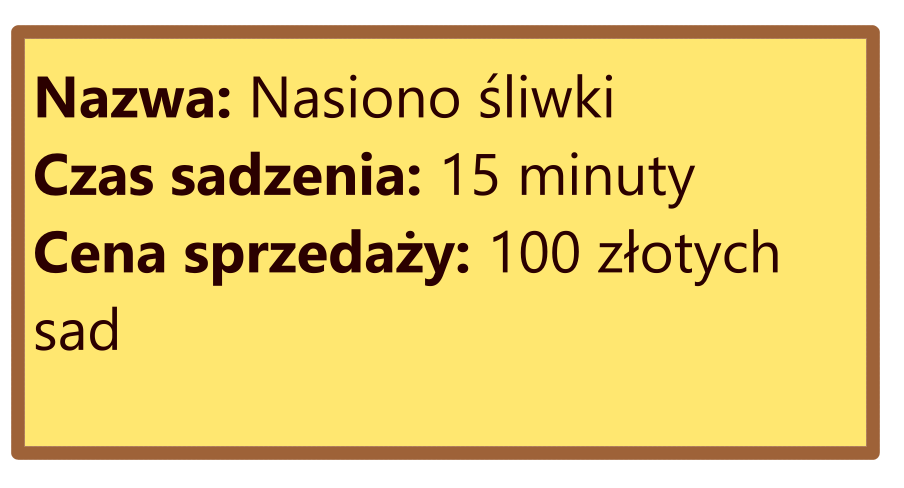 Nazwa: Nasiono śliwki
Czas sadzenia: 15 minuty
Cena sprzedaży: 100 złotych
sad